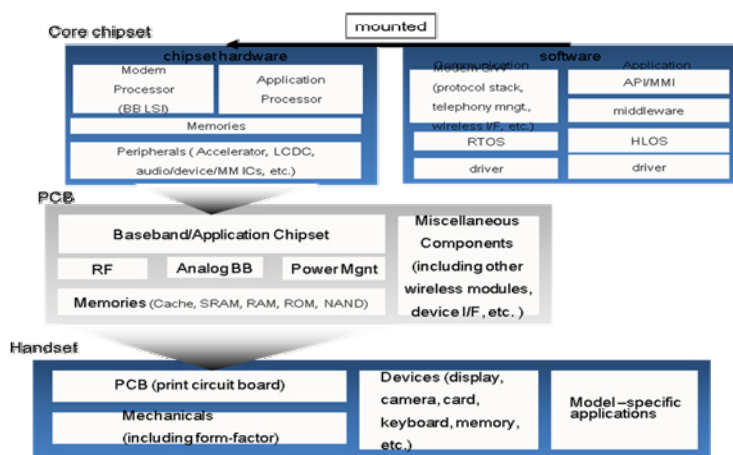 mounted
Core chipset
chipset hardware
Modem
Processor
(BB LSI)
Application
Processor
Memories
Peripherals ( Accelerator, LCDC,
audio/device/MM ICs, etc.)
software
Communication
Modem S/W
(protocol stack,
telephony mngt.,
wireless I/F, etc.)
RTOS
driver
Application
API/MMI
middleware
HLOS
driver
PCB
Baseband/Application Chipset
RF
Analog BB
Power Mgnt
Memories (Cache, SRAM, RAM, ROM, NAND)
Miscellaneous
Components
(including other
wireless modules,
device I/F, etc. )
Handset
PCB (print circuit board)
Mechanicals
(including form-factor)
Devices (display,
camera, card,
keyboard, memory,
etc.)
Model –specific
applications